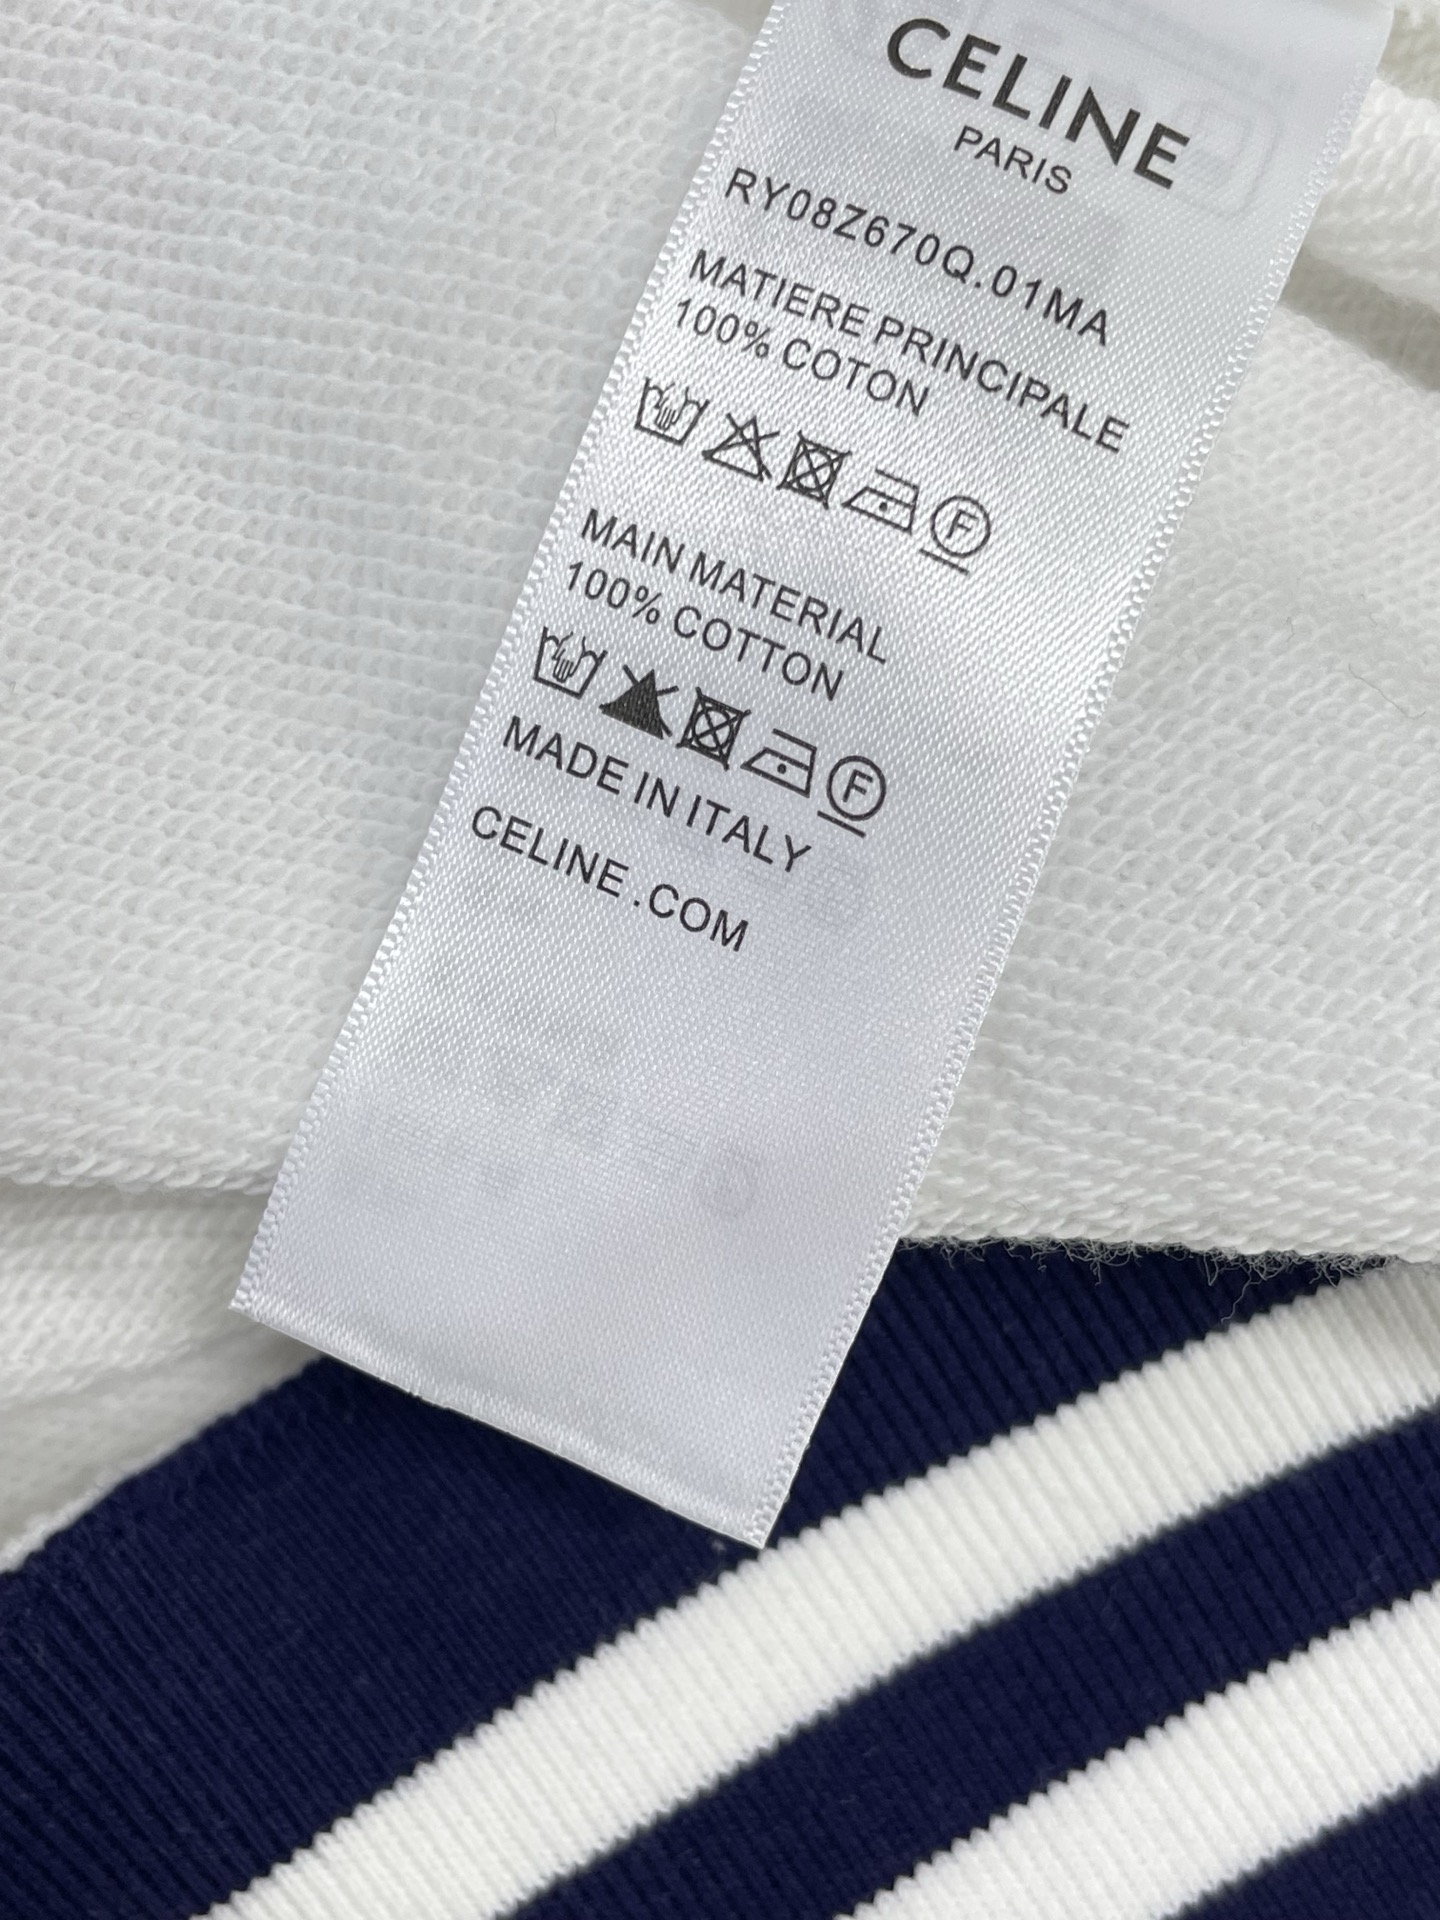 CELINE
PARIS
RY08Z670Q.01MA
MATIERE PRINCIPALE
100% COTON
F
MAIN MATERIAL
100% COTTON
F
MADE IN ITALY
CELINE .COM